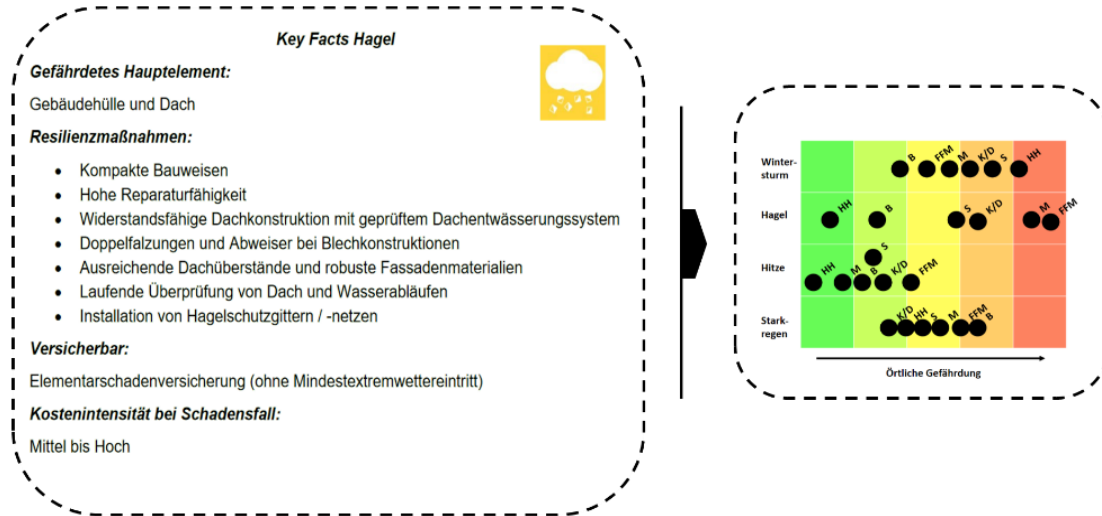 Key Facts Hagel
Gefährdetes Hauptelement:
Gebäudehülle und Dach
Resilienzmaßnahmen:
• Kompakte Bauweisen
• Hohe Reparaturfähigkeit
• Widerstandsfähige Dachkonstruktion mit geprüftem Dachentwässerungssystem
• Doppelfalzungen und Abweiser bei Blechkonstruktionen
• Ausreichende Dachüberstände und robuste Fassadenmaterialien
• Laufende Überprüfung von Dach und Wasserabläufen
• Installation von Hagelschutzgittern / -netzen
Versicherbar:
Elementarschadenversicherung (ohne Mindestextremwettereintritt)
Kostenintensität bei Schadensfall:
Mittel bis Hoch
Winter-
sturm
B FFM M K/D S HH
Hagel
HH B S K/D M FFM
Hitze
S
HH M B K/D FFM
Stark-
regen
K/D HH S M FFM B
Örtliche Gefährdung